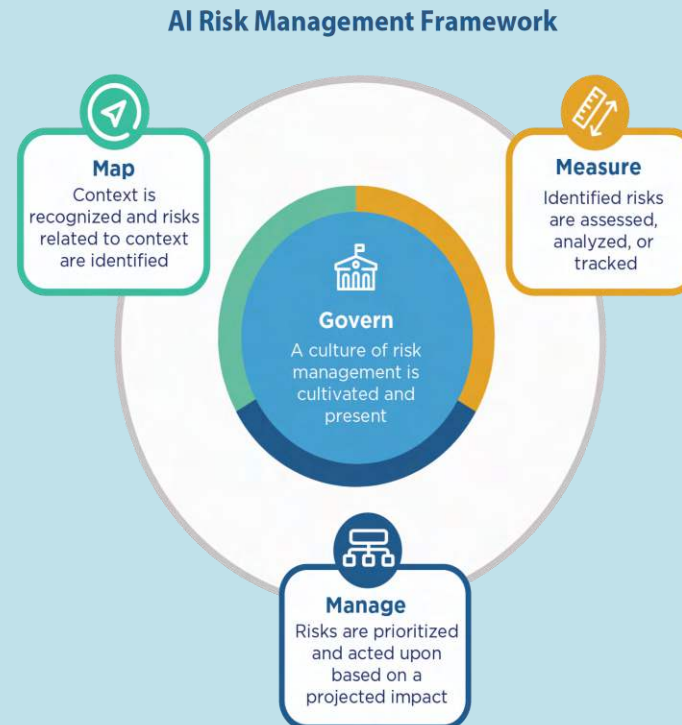 AI Risk Management Framework
Map
Context is
recognized and risks
related to context
are identified
Measure
Identified risks
are assessed,
analyzed, or
tracked
Govern
A culture of risk
management is
cultivated and
present
Manage
Risks are prioritized
and acted upon
based on a
projected impact